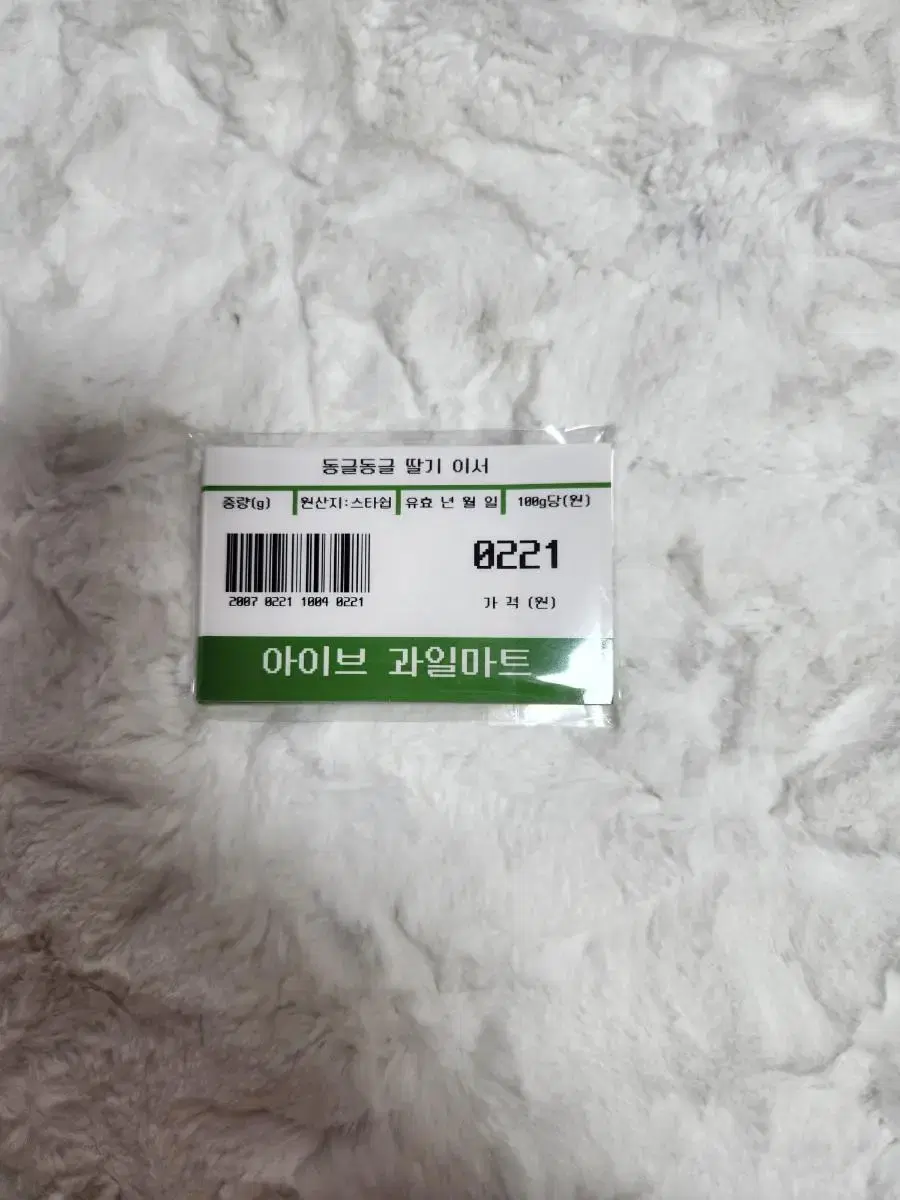 동글동글 딸기 이서
중량(g) 원산지:스타쉽 유효 년 월 일 100g당(원)
0221
2007 0221 1004 0221
가 격 (원)
아이브 과일마트